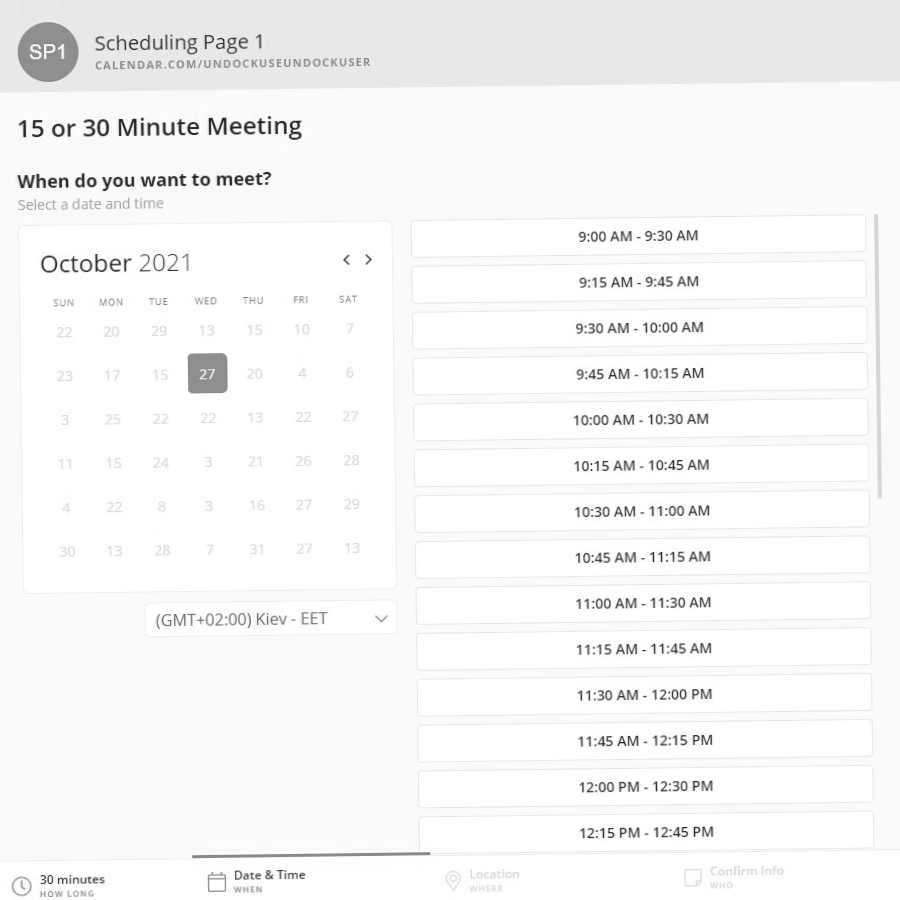 SP1
Scheduling Page 1
CALENDAR.COM/UNDOCKUSEUNDOCKUSER
15 or 30 Minute Meeting
When do you want to meet?
Select a date and time
October 2021
SUN MON TUE WED THU FRI SAT
22 20 29 13 15 10 7
23 17 15 27 20 4 6
3 25 22 22 13 22 27
11 15 24 3 21 26 28
4 22 8 3 16 27 29
30 13 28 7 31 27 13
(GMT+02:00) Kiev - EET
9:00 AM - 9:30 AM
9:15 AM - 9:45 AM
9:30 AM - 10:00 AM
9:45 AM - 10:15 AM
10:00 AM - 10:30 AM
10:15 AM - 10:45 AM
10:30 AM - 11:00 AM
10:45 AM - 11:15 AM
11:00 AM - 11:30 AM
11:15 AM - 11:45 AM
11:30 AM - 12:00 PM
11:45 AM - 12:15 PM
12:00 PM - 12:30 PM
12:15 PM - 12:45 PM
30 minutes
HOW LONG
Date & Time
WHEN
Location
WHERE
Confirm Info
WHO